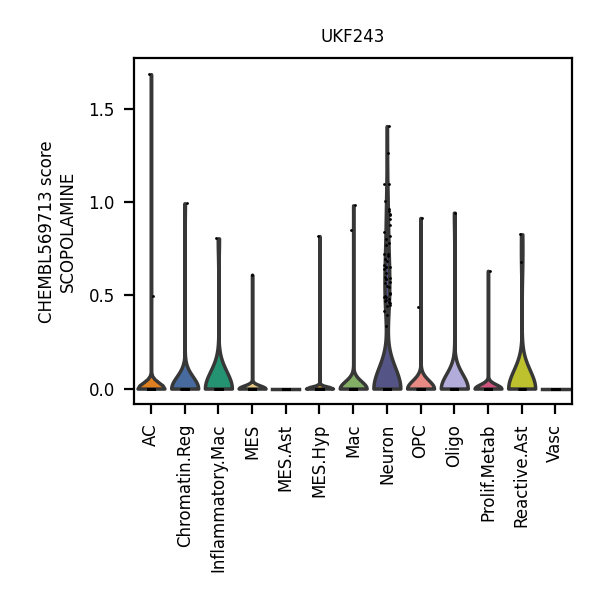 UKF243
CHEMBL569713 score
SCOPOLAMINE
1.5
1.0
0.5
0.0
AC
Chromatin.Reg
Inflammatory.Mac
MES
MES.Ast
MES.Hyp
Mac
Neuron
OPC
Oligo
Prolif.Metab
Reactive.Ast
Vasc